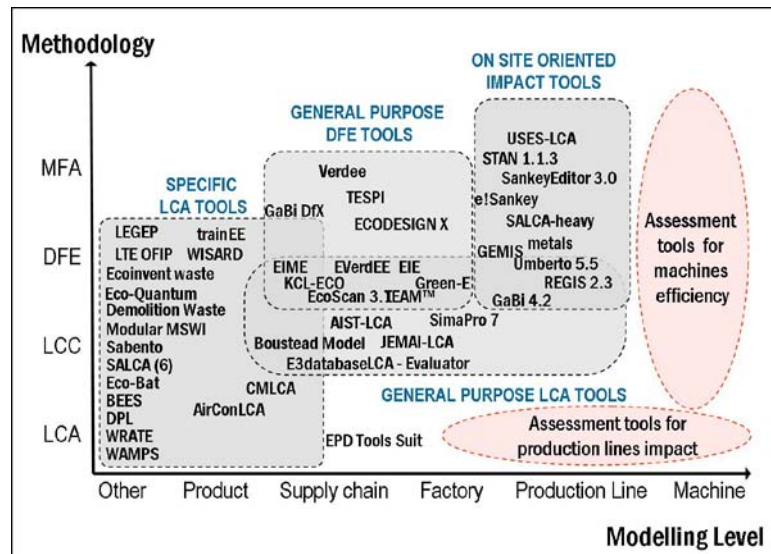 Methodology
ON SITE ORIENTED
IMPACT TOOLS
GENERAL PURPOSE
DFE TOOLS
SPECIFIC
LCA TOOLS
MFA
DFE
LCC
LCA
USES-LCA
STAN 1.1.3
SankeyEditor 3.0
e!Sankey
SALCA-heavy
metals
GEMIS
Umberto 5.5
REGIS 2.3
GaBi 4.2
Verdee
TESPI
GaBi DfX
ECODESIGN X
EIME EVerdEE EIE
KCL-ECO Green-E
EcoScan 3.1 TEAM™
AIST-LCA SimaPro 7
Boustead Model JEMAI-LCA
E3databaseLCA - Evaluator
LEGEP trainEE
LTE OFIP WISARD
Ecoinvent waste
Eco-Quantum
Demolition Waste
Modular MSWI
Sabento
SALCA (6)
Eco-Bat
BEES
DPL
WRATE
WAMPS
CMLCA
AirConLCA
EPD Tools Suit
GENERAL PURPOSE LCA TOOLS
Assessment
tools for
machines
efficiency
Assessment tools for
production lines impact
Other Product Supply chain Factory Production Line Machine
Modelling Level